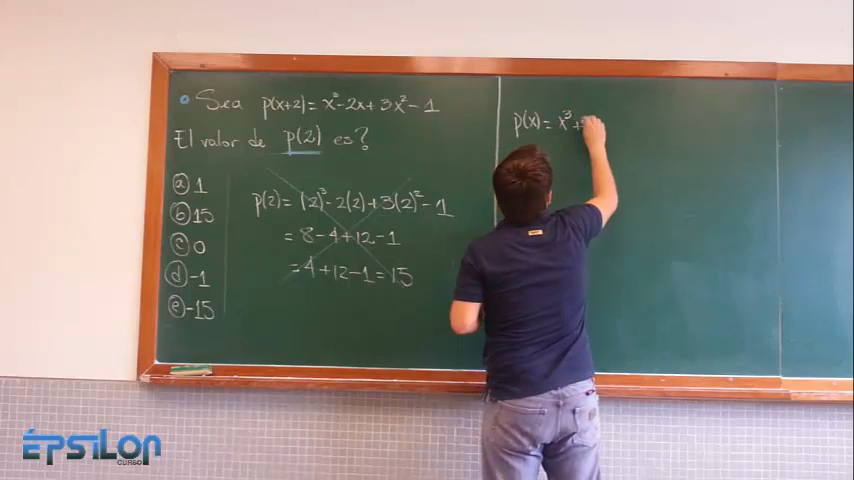 Sea p(x+2) = x³-2x+3x²-1
El valor de p(2) es?
ⓐ 1
ⓑ 15
ⓒ 0
ⓓ -1
ⓔ -15
p(2) = (2)³-2(2)+3(2)²-1
= 8-4+12-1
= 4+12-1 = 15
p(x) = x³+
ÉPSILON
CURSO